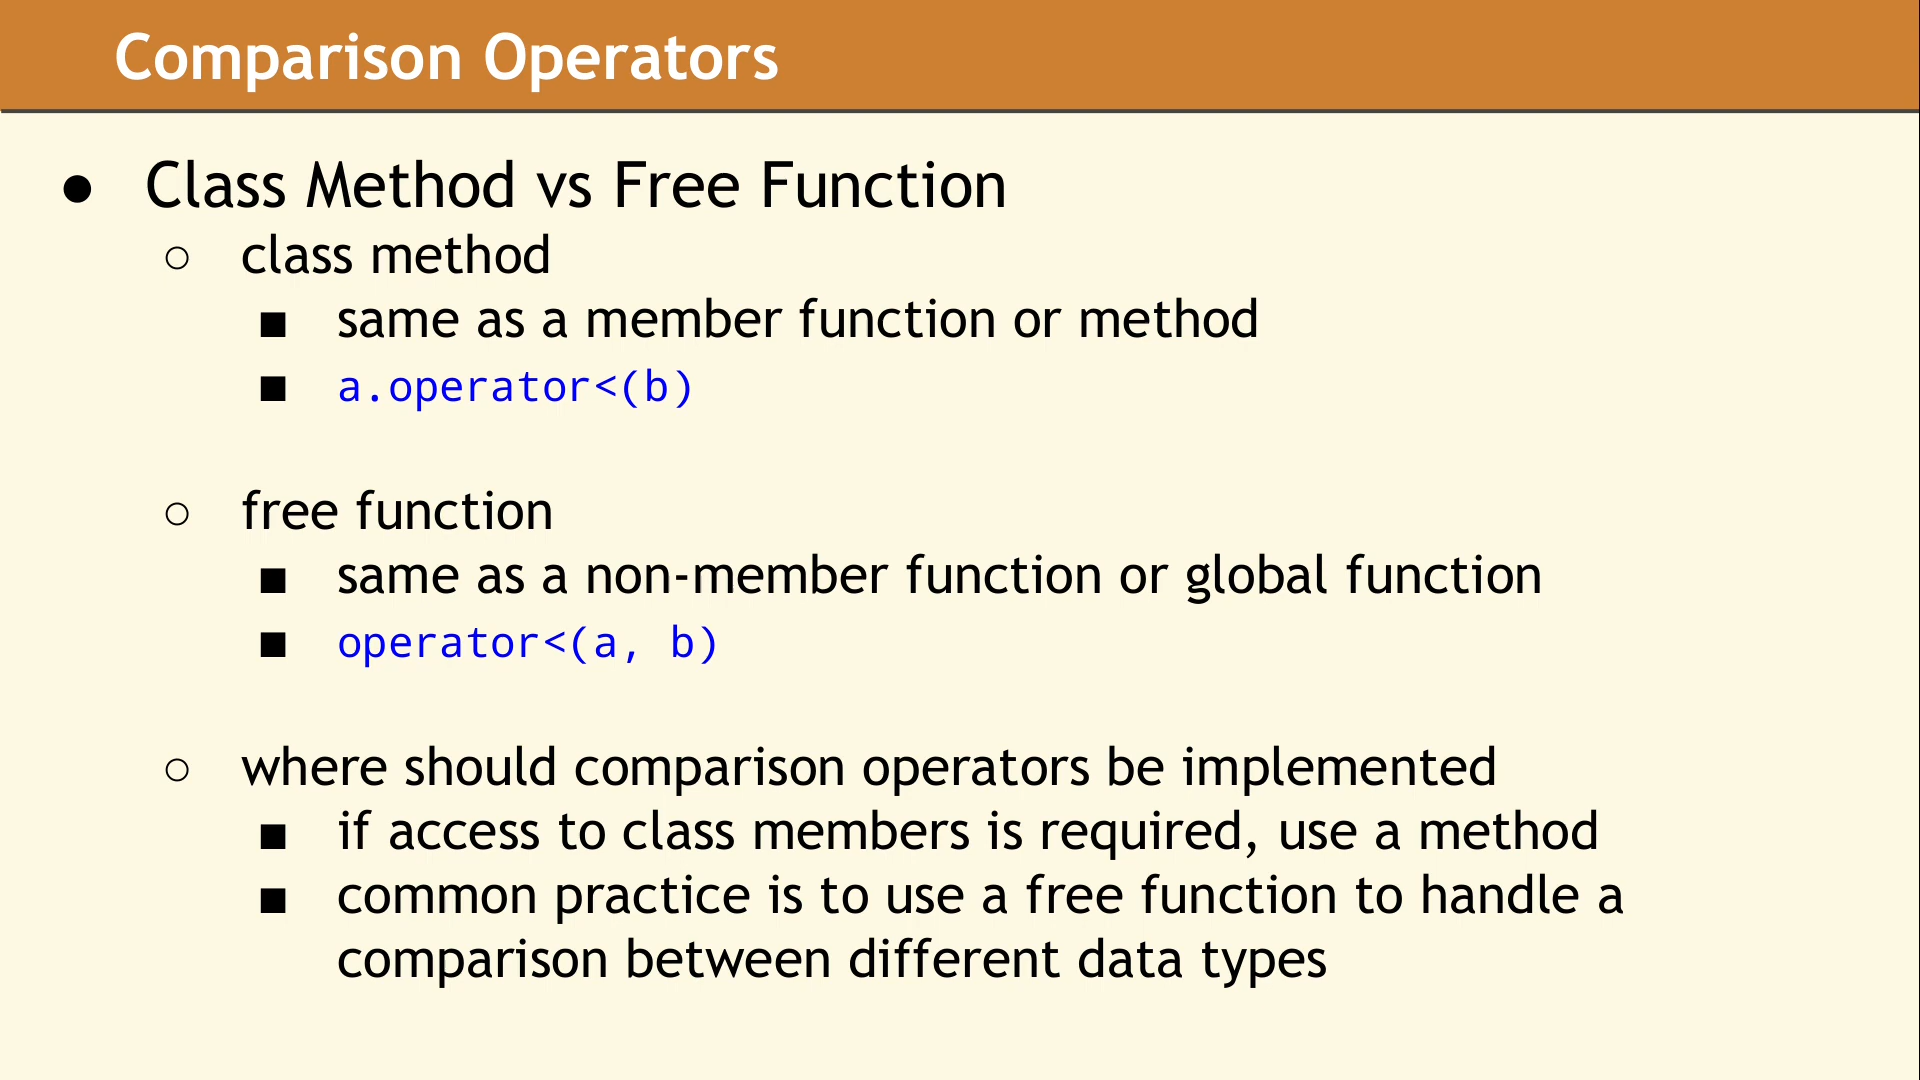 Comparison Operators
● Class Method vs Free Function
○ class method
■ same as a member function or method
■ a.operator<(b)
○ free function
■ same as a non-member function or global function
■ operator<(a, b)
○ where should comparison operators be implemented
■ if access to class members is required, use a method
■ common practice is to use a free function to handle a
comparison between different data types